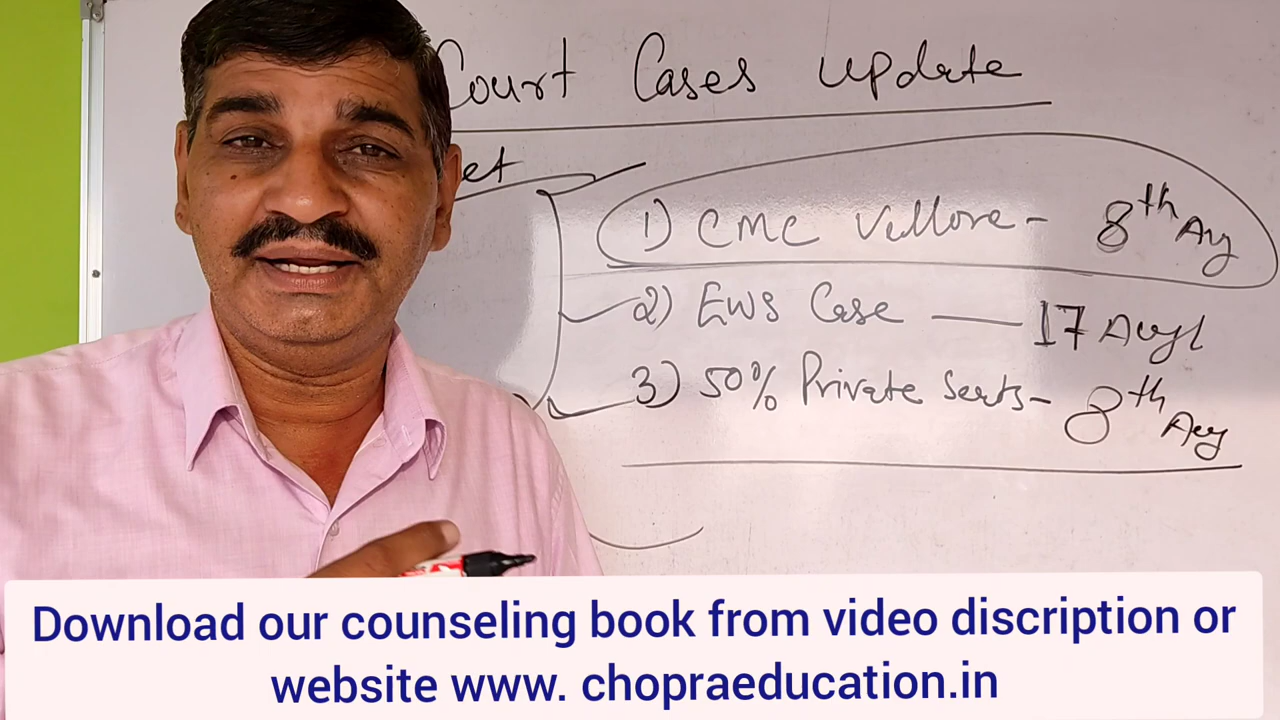 Court Cases update
et
1) CMC Vellore - 8th Aug
2) EWS Case — 17 Augt
3) 50% Private Seats - 8th Aug
Download our counseling book from video discription or
website www. chopraeducation.in